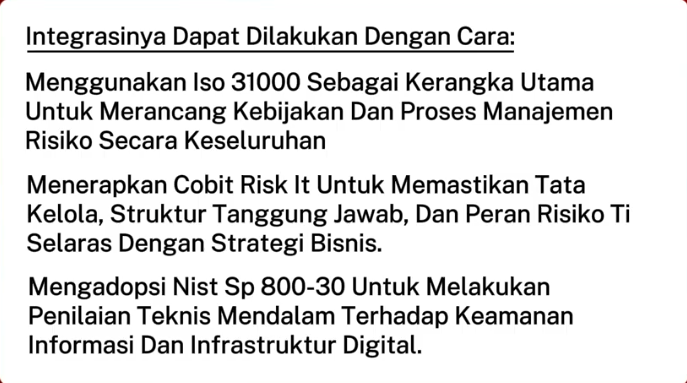 Integrasinya Dapat Dilakukan Dengan Cara:
Menggunakan Iso 31000 Sebagai Kerangka Utama
Untuk Merancang Kebijakan Dan Proses Manajemen
Risiko Secara Keseluruhan
Menerapkan Cobit Risk It Untuk Memastikan Tata
Kelola, Struktur Tanggung Jawab, Dan Peran Risiko Ti
Selaras Dengan Strategi Bisnis.
Mengadopsi Nist Sp 800-30 Untuk Melakukan
Penilaian Teknis Mendalam Terhadap Keamanan
Informasi Dan Infrastruktur Digital.